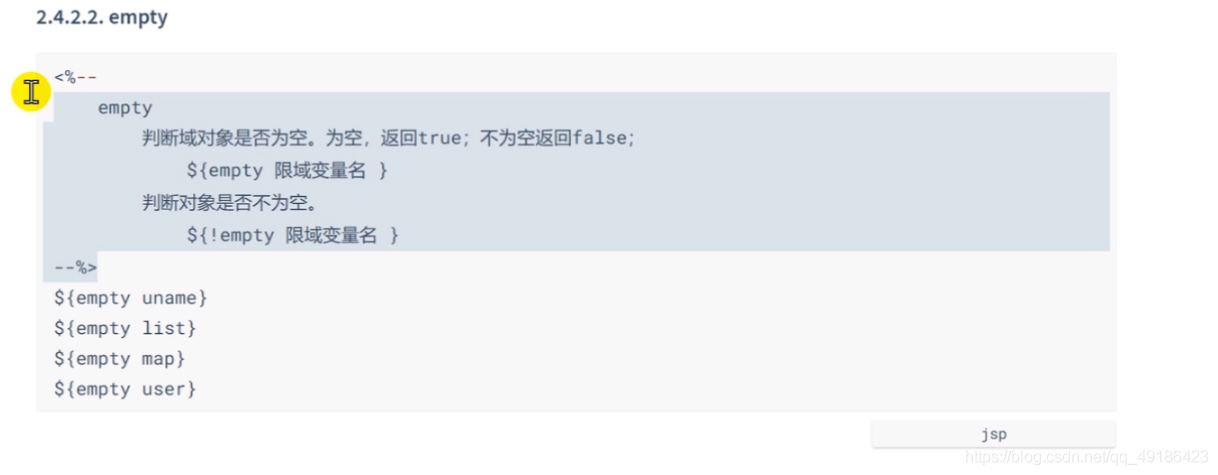 2.4.2.2. empty
<%--
empty
判断域对象是否为空。为空，返回true；不为空返回false；
${empty 限域变量名 }
判断对象是否不为空。
${!empty 限域变量名 }
--%>
${empty uname}
${empty list}
${empty map}
${empty user}
jsp
https://blog.csdn.net/qq_49186423